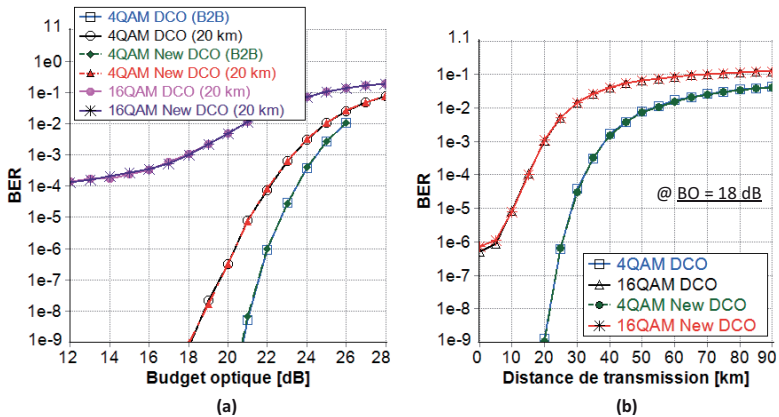 11
1e0
1e-1
1e-2
1e-3
1e-4
1e-5
1e-6
1e-7
1e-8
1e-9
BER
4QAM DCO (B2B)
4QAM DCO (20 km)
4QAM New DCO (B2B)
4QAM New DCO (20 km)
16QAM DCO (20 km)
16QAM New DCO (20 km)
12 14 16 18 20 22 24 26 28
Budget optique [dB]
(a)
1.1
1e-1
1e-2
1e-3
1e-4
1e-5
1e-6
1e-7
1e-8
1e-9
BER
@ BO = 18 dB
4QAM DCO
16QAM DCO
4QAM New DCO
16QAM New DCO
0 10 20 30 40 50 60 70 80 90
Distance de transmission [km]
(b)